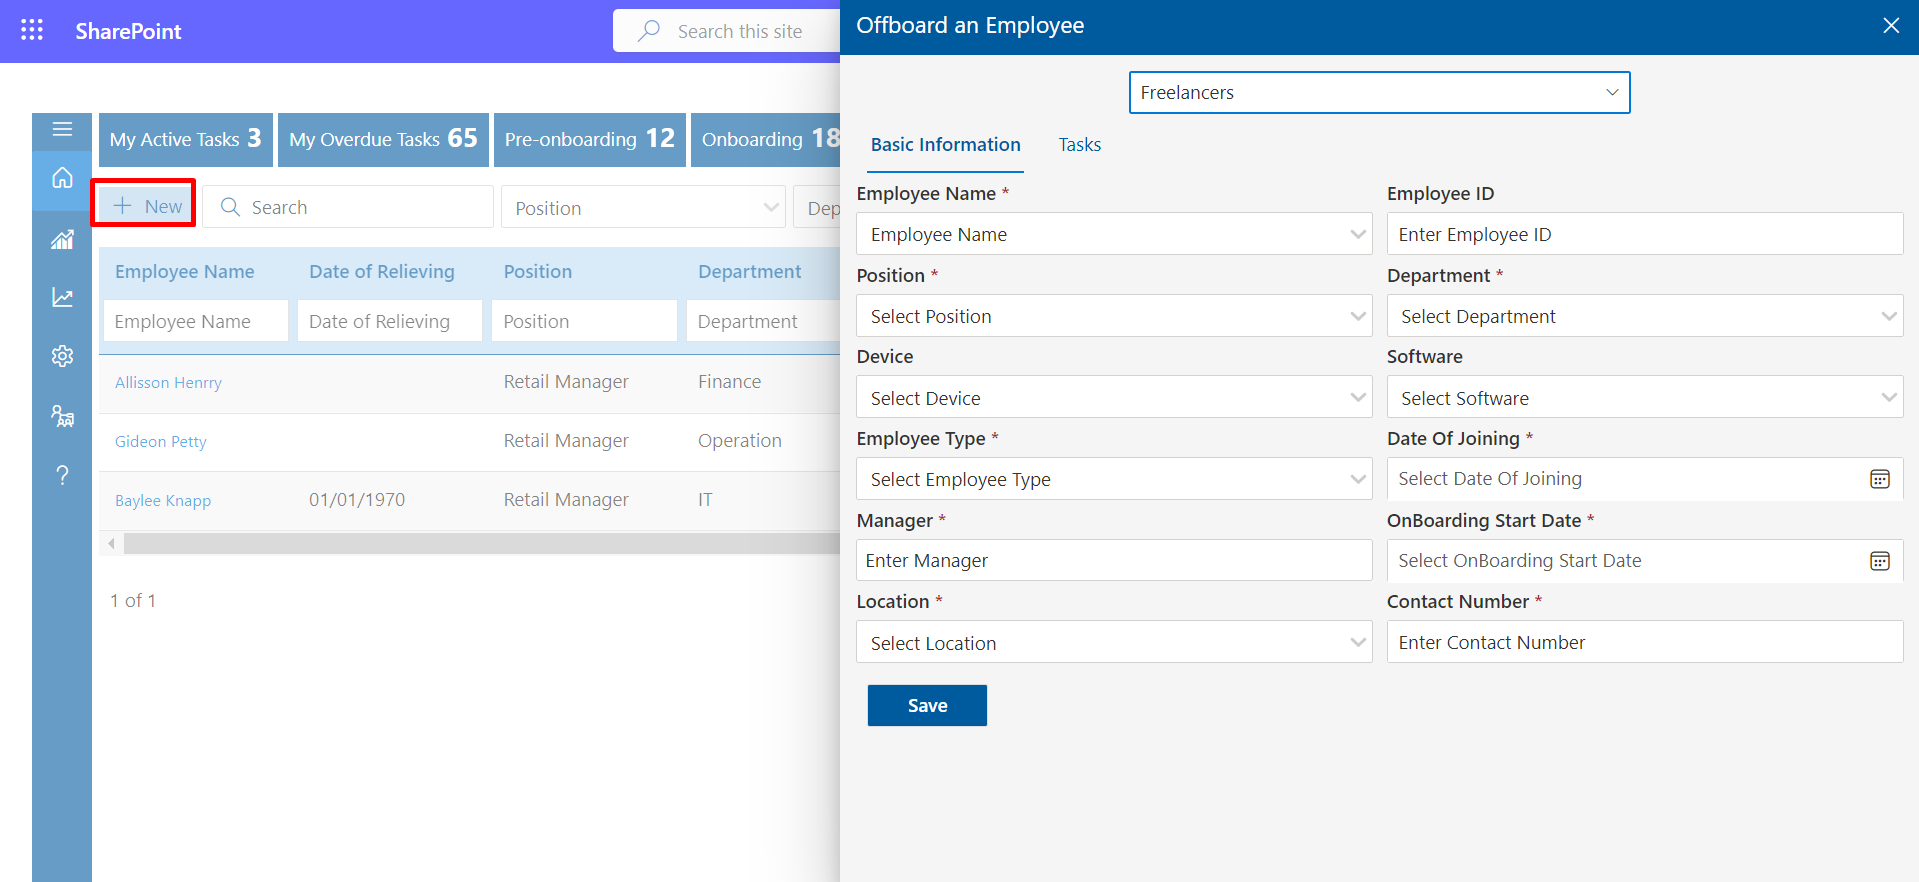 SharePoint
Search this site
Offboard an Employee
Freelancers
My Active Tasks 3
My Overdue Tasks 65
Pre-onboarding 12
Onboarding 18
Basic Information
Tasks
New
Search
Position
Dep
Employee Name
Date of Relieving
Position
Department
Employee Name
Date of Relieving
Position
Department
Allisson Henrry
Retail Manager
Finance
Gideon Petty
Retail Manager
Operation
Baylee Knapp
01/01/1970
Retail Manager
IT
1 of 1
Employee Name *
Employee Name
Employee ID
Enter Employee ID
Position *
Select Position
Department *
Select Department
Device
Select Device
Software
Select Software
Employee Type *
Select Employee Type
Date Of Joining *
Select Date Of Joining
Manager *
Enter Manager
OnBoarding Start Date *
Select OnBoarding Start Date
Location *
Select Location
Contact Number *
Enter Contact Number
Save